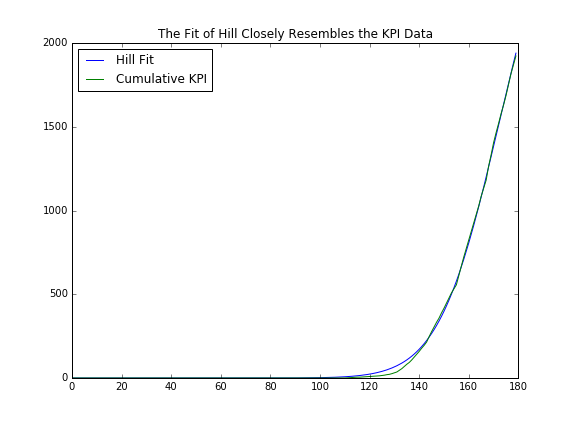 The Fit of Hill Closely Resembles the KPI Data
2000
1500
1000
500
0
Hill Fit
Cumulative KPI
0 20 40 60 80 100 120 140 160 180